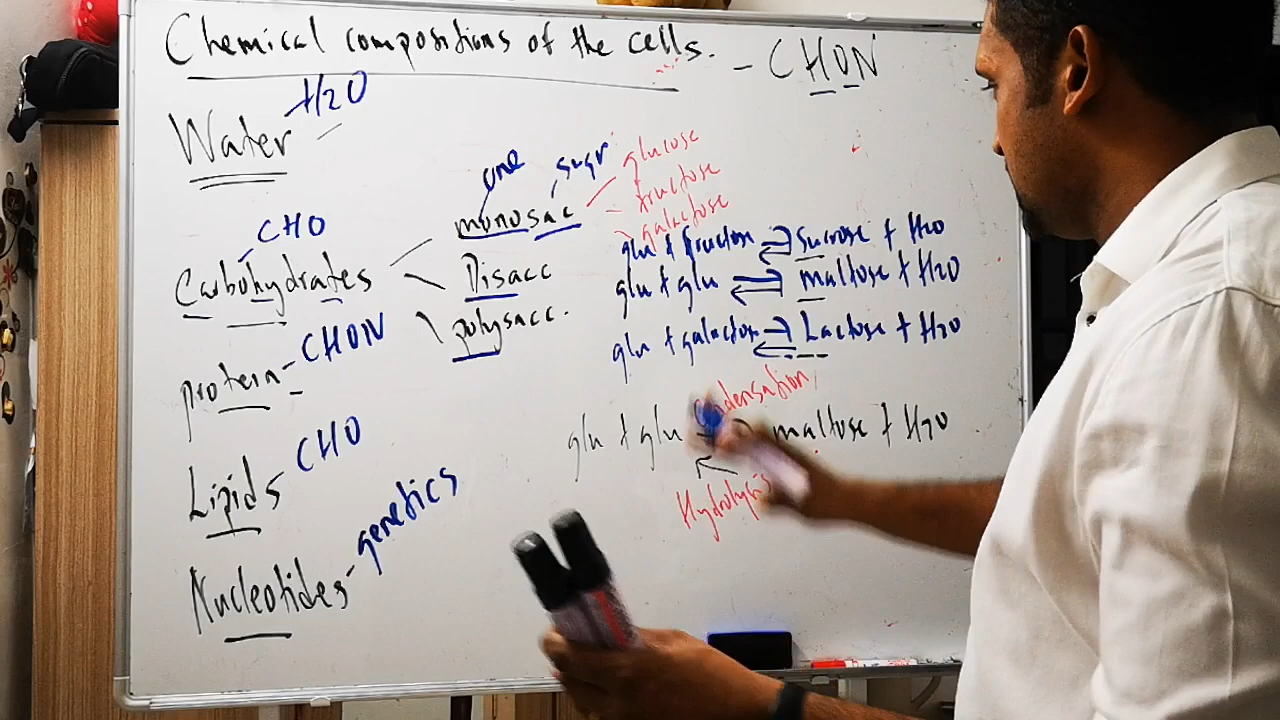 Chemical compositions of the cells. - CHON
Water H2O
Carbohydrates CHO
protein - CHON
Lipids - CHO
Nucleotides - genetics
one sugr
monosac
Disacc
polysacc.
glucose
fructose
galactose
glu + fructose ⇌ Sucrose + H2O
glu + glu ⇌ maltose + H2O
glu + galactose ⇌ Lactose + H2O
Condensation
glu + glu maltose + H2O
Hydrolysis